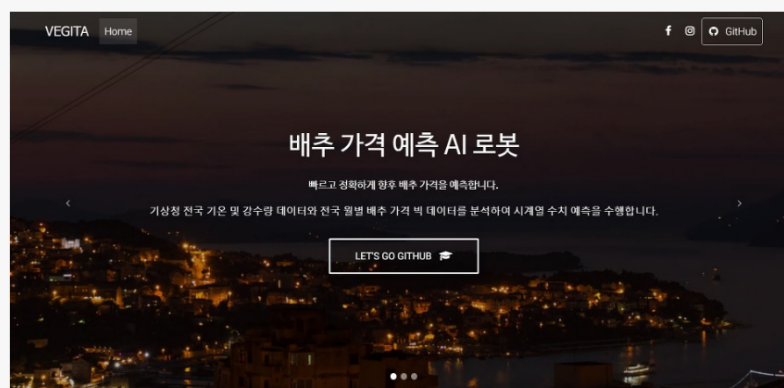 VEGITA Home GitHub
배추 가격 예측 AI 로봇
빠르고 정확하게 향후 배추 가격을 예측합니다.
기상청 전국 기온 및 강수량 데이터와 전국 월별 배추 가격 빅 데이터를 분석하여 시계열 수치 예측을 수행합니다.
LET'S GO GITHUB